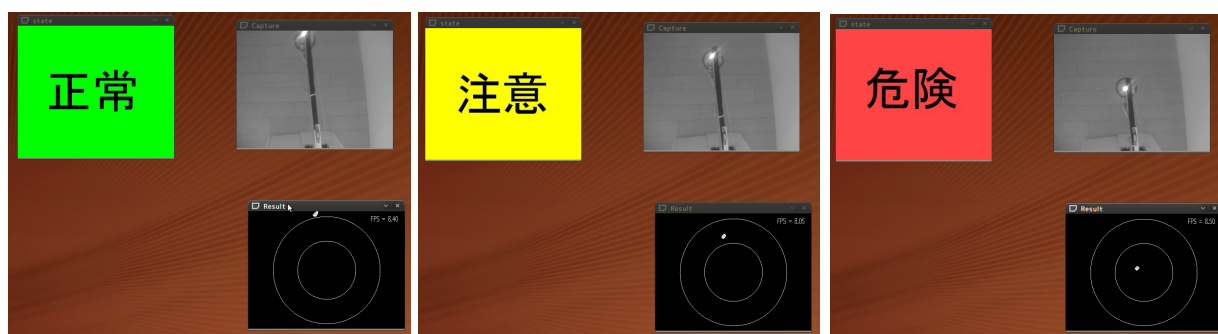 state
Capture
正常
Result
FPS = 8.40
state
Capture
注意
Result
FPS = 8.05
state
Capture
危険
Result
FPS = 8.50